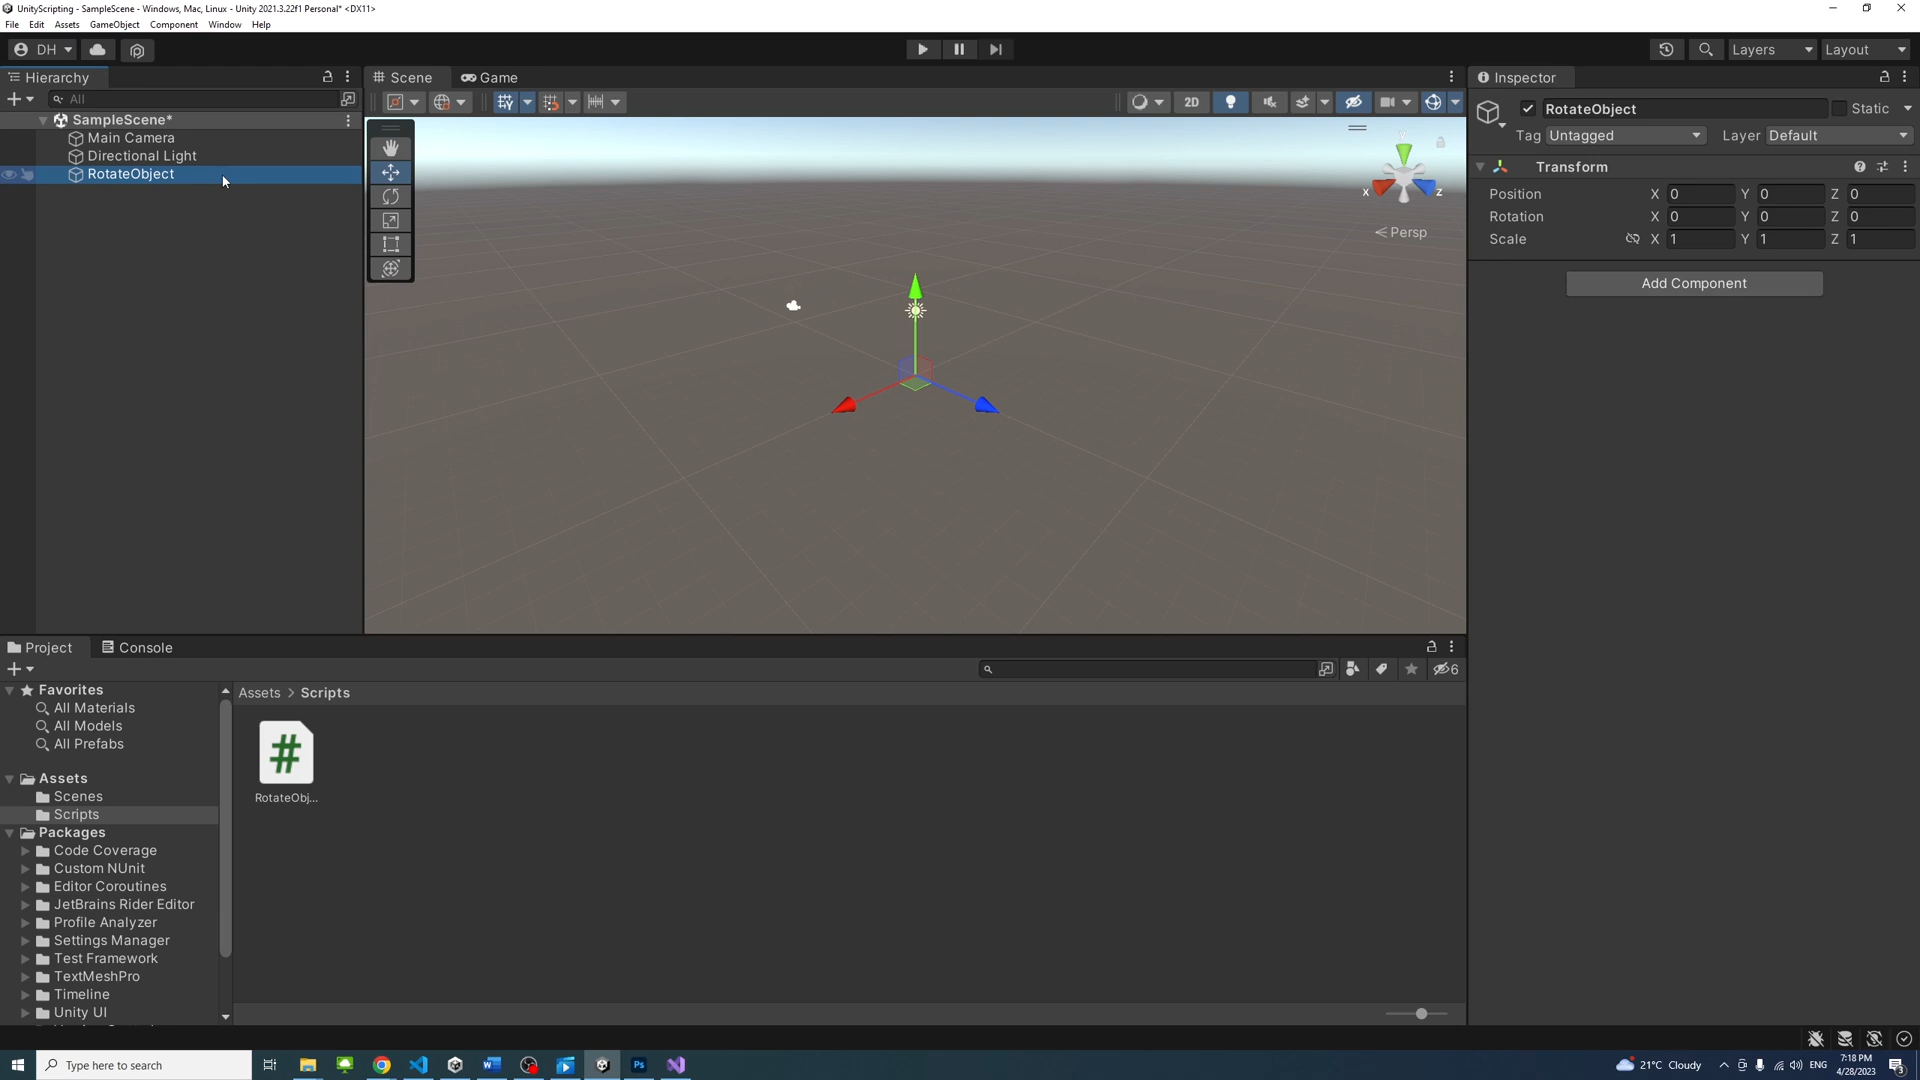 UnityScripting - SampleScene - Windows, Mac, Linux - Unity 2021.3.22f1 Personal* <DX11>
File Edit Assets GameObject Component Window Help
DH Layers Layout
Hierarchy Scene Game Inspector
All 2D RotateObject Static
SampleScene* Tag Untagged Layer Default
Main Camera
Directional Light Transform
RotateObject
Position X 0 Y 0 Z 0
Rotation X 0 Y 0 Z 0
Scale X 1 Y 1 Z 1
Y
X Z
< Persp
Add Component
Project Console
6
Favorites Assets > Scripts
All Materials
All Models
All Prefabs
#
RotateObj...
Assets
Scenes
Scripts
Packages
Code Coverage
Custom NUnit
Editor Coroutines
JetBrains Rider Editor
Profile Analyzer
Settings Manager
Test Framework
TextMeshPro
Timeline
Unity UI
Type here to search
21°C Cloudy ENG 7:18 PM
4/28/2023
3